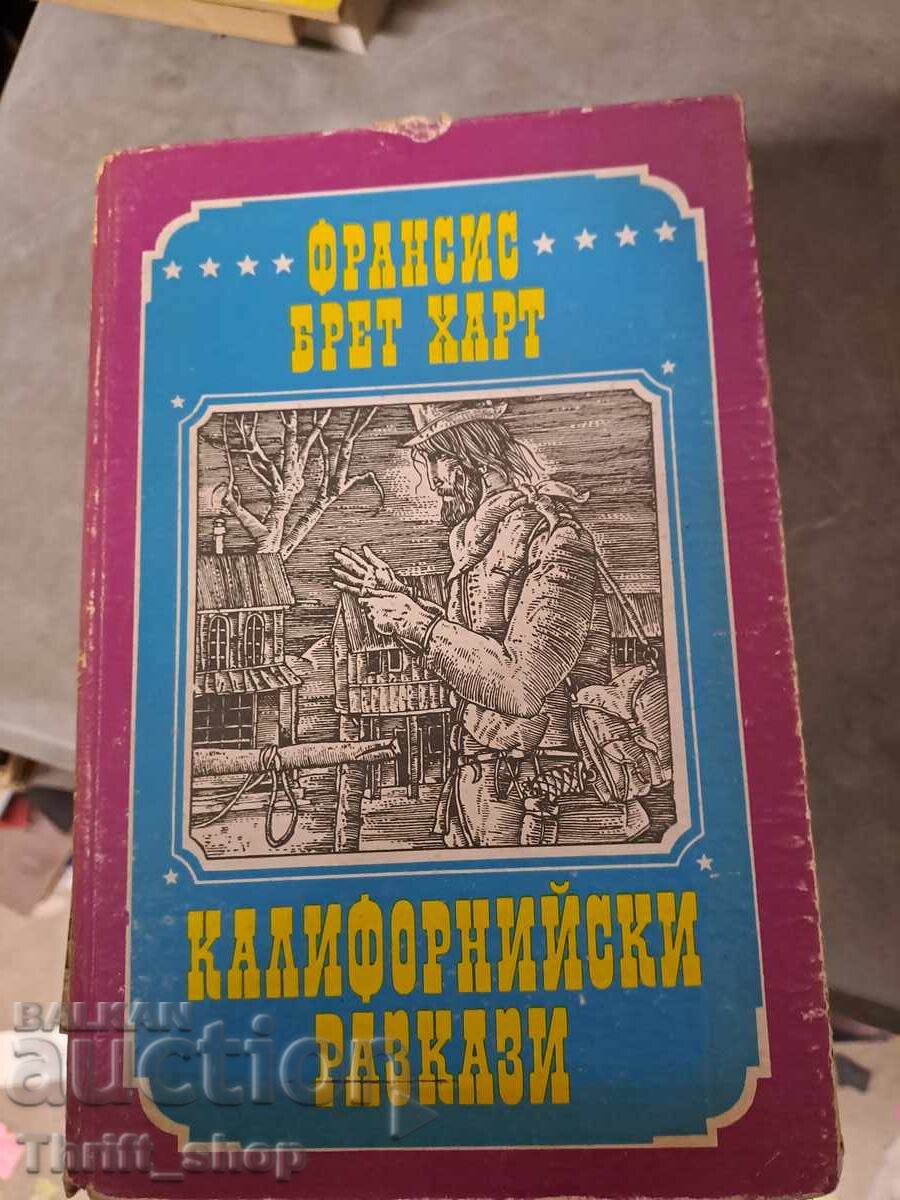 ФРАНСИС
БРЕТ ХАРТ
КАЛИФОРНИЙСКИ
РАЗКАЗИ
BALKAN
auction
Thrift_shop